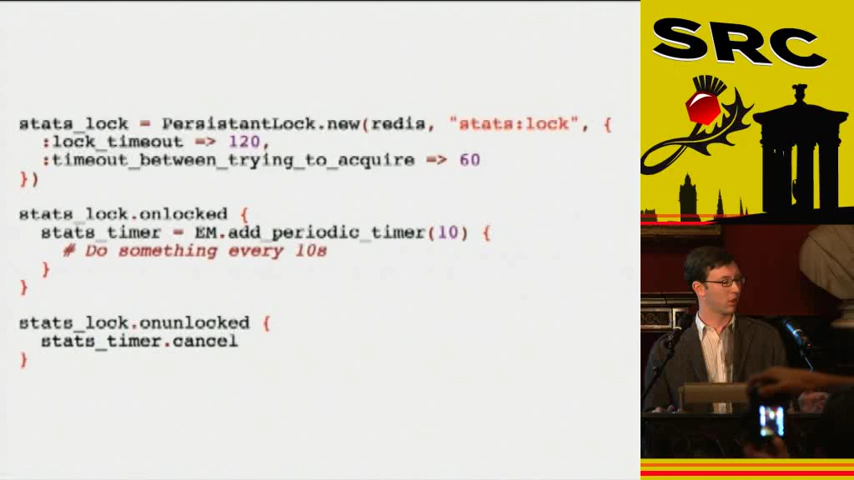 stats_lock = PersistantLock.new(redis, "stats:lock", {
:lock_timeout => 120,
:timeout_between_trying_to_acquire => 60
})
stats_lock.onlocked {
stats_timer = EM.add_periodic_timer(10) {
# Do something every 10s
}
}
stats_lock.onunlocked {
stats_timer.cancel
}
SRC